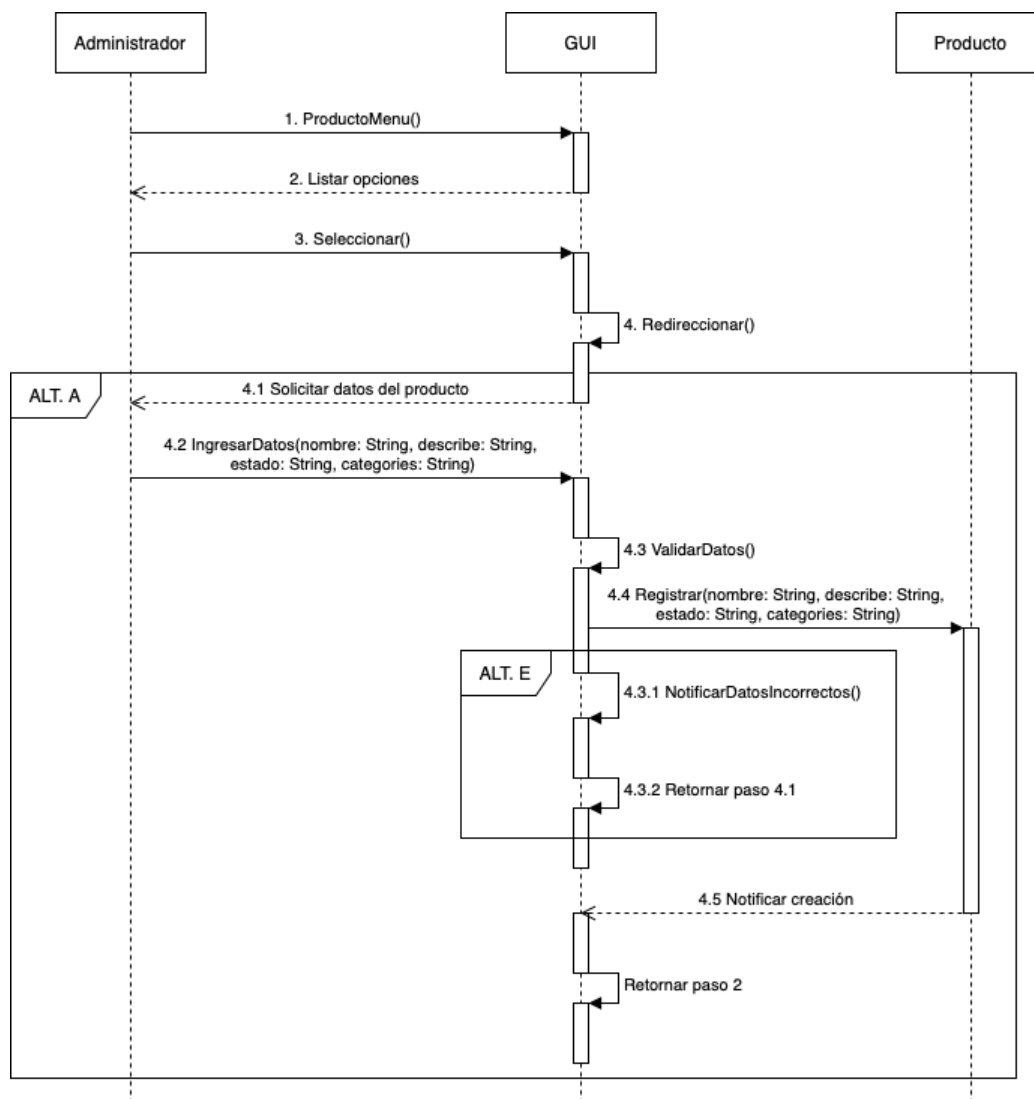 Administrador
GUI
Producto
1. ProductoMenu()
2. Listar opciones
3. Seleccionar()
4. Redireccionar()
ALT. A
4.1 Solicitar datos del producto
4.2 IngresarDatos(nombre: String, describe: String,
estado: String, categories: String)
4.3 ValidarDatos()
4.4 Registrar(nombre: String, describe: String,
estado: String, categories: String)
ALT. E
4.3.1 NotificarDatosIncorrectos()
4.3.2 Retornar paso 4.1
4.5 Notificar creación
Retornar paso 2